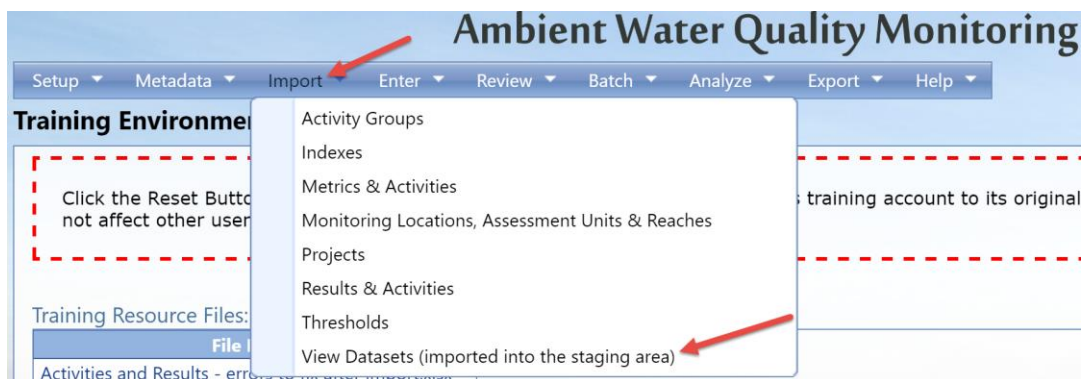 Ambient Water Quality Monitoring
Setup Metadata Import Enter Review Batch Analyze Export Help
Training Environme
Activity Groups
Indexes
Metrics & Activities
Monitoring Locations, Assessment Units & Reaches
Projects
Results & Activities
Thresholds
View Datasets (imported into the staging area)
Click the Reset Butto s training account to its original
not affect other user
Training Resource Files:
File
Activities and Results - errors to fix after import.xlsx